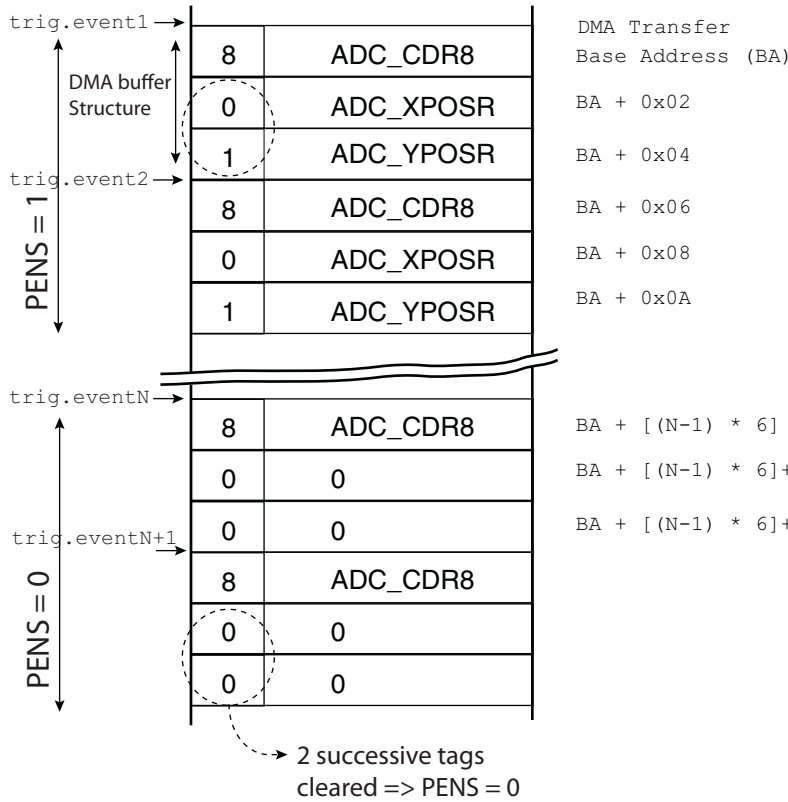 trig.event1
DMA Transfer
8 ADC_CDR8 Base Address (BA)
DMA buffer
Structure
0 ADC_XPOSR BA + 0x02
1 ADC_YPOSR BA + 0x04
trig.event2
8 ADC_CDR8 BA + 0x06
PENS = 1
0 ADC_XPOSR BA + 0x08
1 ADC_YPOSR BA + 0x0A
trig.eventN
8 ADC_CDR8 BA + [(N-1) * 6]
0 0 BA + [(N-1) * 6]+
0 0 BA + [(N-1) * 6]+
trig.eventN+1
8 ADC_CDR8
PENS = 0
0 0
0 0
2 successive tags
cleared => PENS = 0